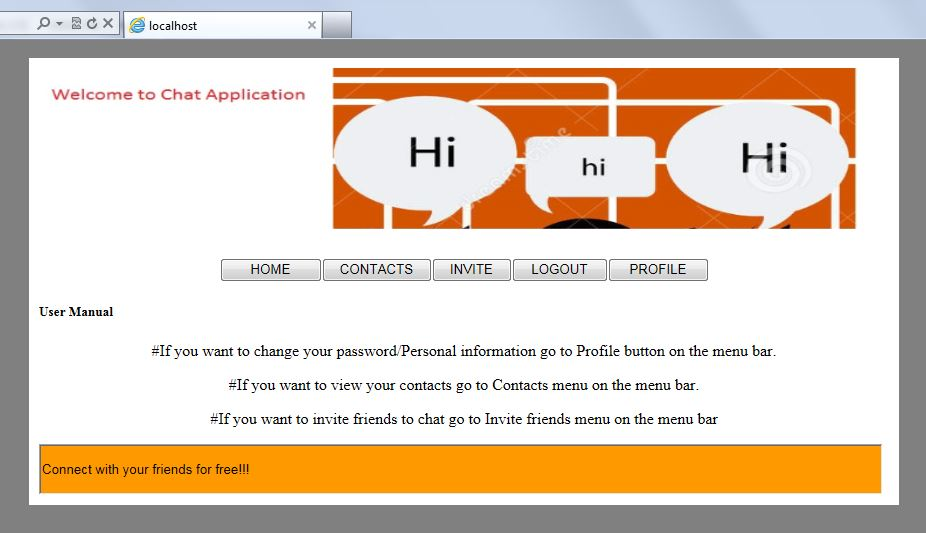 localhost
Welcome to Chat Application
Hi
hi
Hi
HOME CONTACTS INVITE LOGOUT PROFILE
User Manual
#If you want to change your password/Personal information go to Profile button on the menu bar.
#If you want to view your contacts go to Contacts menu on the menu bar.
#If you want to invite friends to chat go to Invite friends menu on the menu bar
Connect with your friends for free!!!